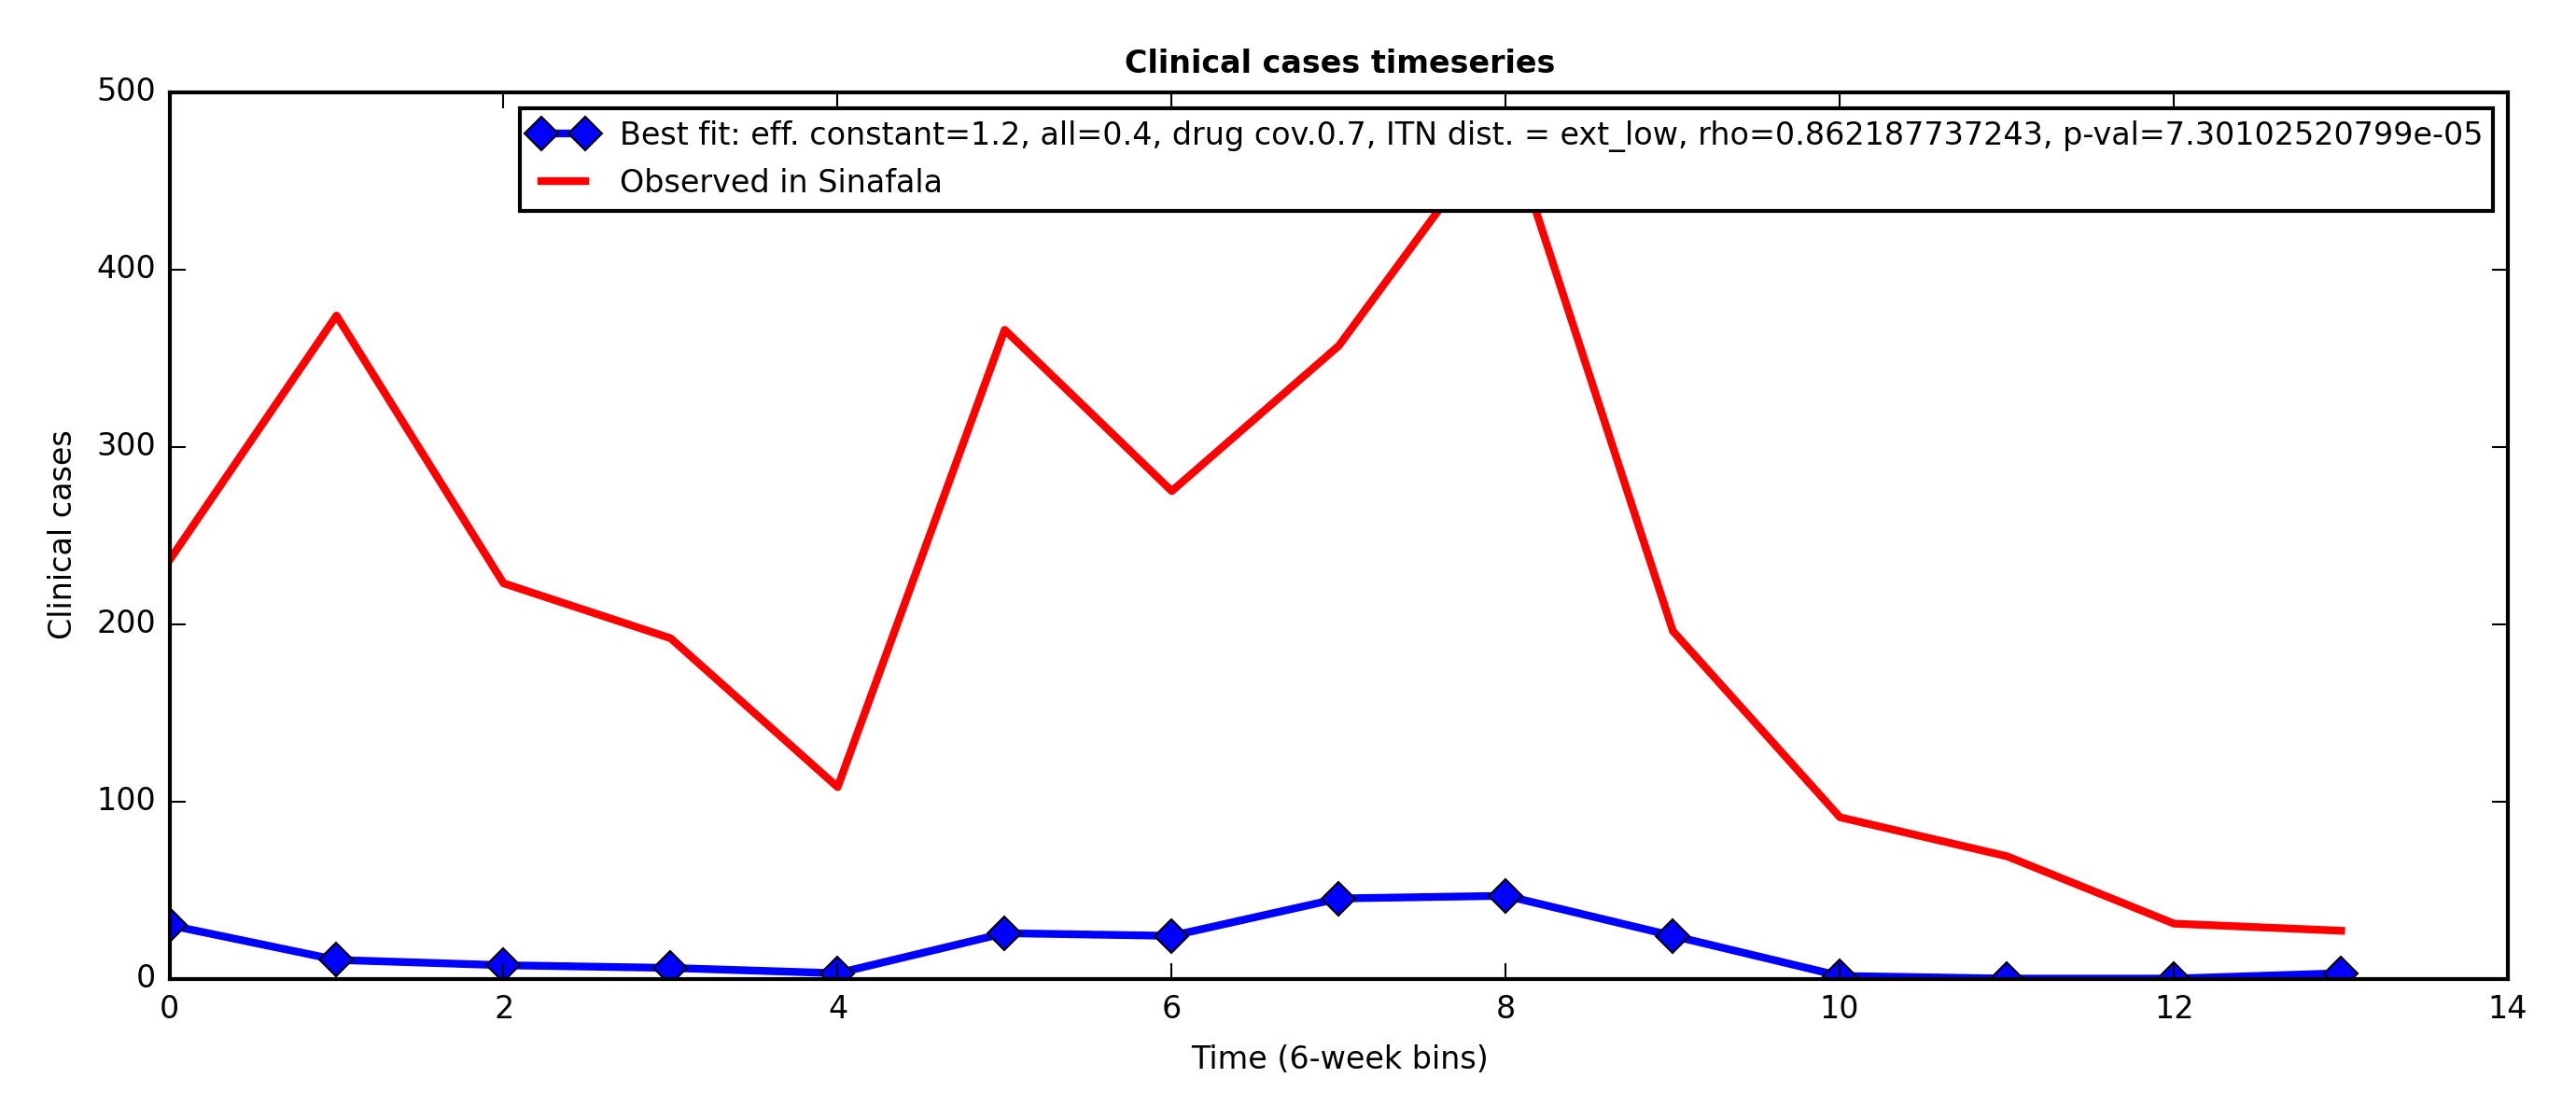 Clinical cases timeseries
500
400
300
200
100
0
Clinical cases
Best fit: eff. constant=1.2, all=0.4, drug cov.0.7, ITN dist. = ext_low, rho=0.862187737243, p-val=7.30102520799e-05
Observed in Sinafala
0 2 4 6 8 10 12 14
Time (6-week bins)